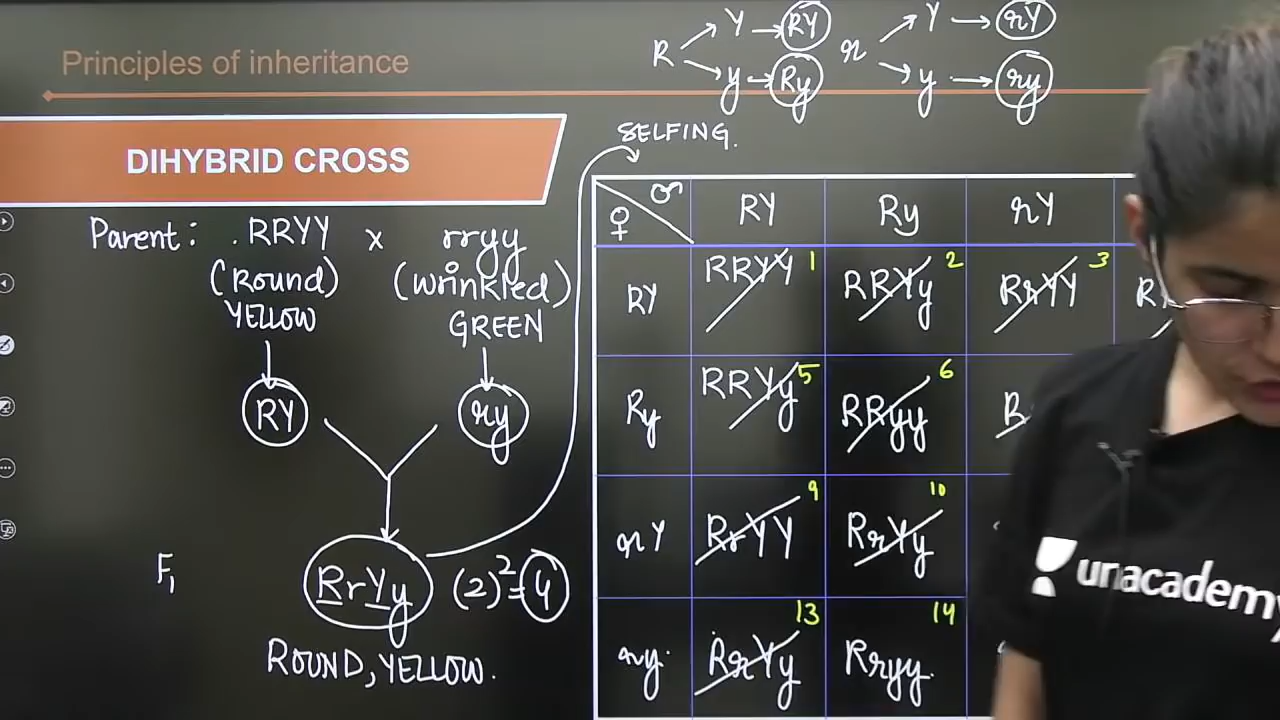 Principles of inheritance
R → Y → RY
→ y → Ry
r → Y → rY
→ y → ry
DIHYBRID CROSS
SELFING.
Parent: . RRYY x rryy
(Round) (wrinkled)
YELLOW GREEN
RY ry
F1 RrYy (2)²=4
ROUND, YELLOW.
♀ ♂ RY Ry rY
RY RRYY 1 RRYy 2 RrYY 3
Ry RRYy 5 RRyy 6
rY RrYY 9 RrYy 10
ry. RrYy 13 Rryy. 14
unacademy